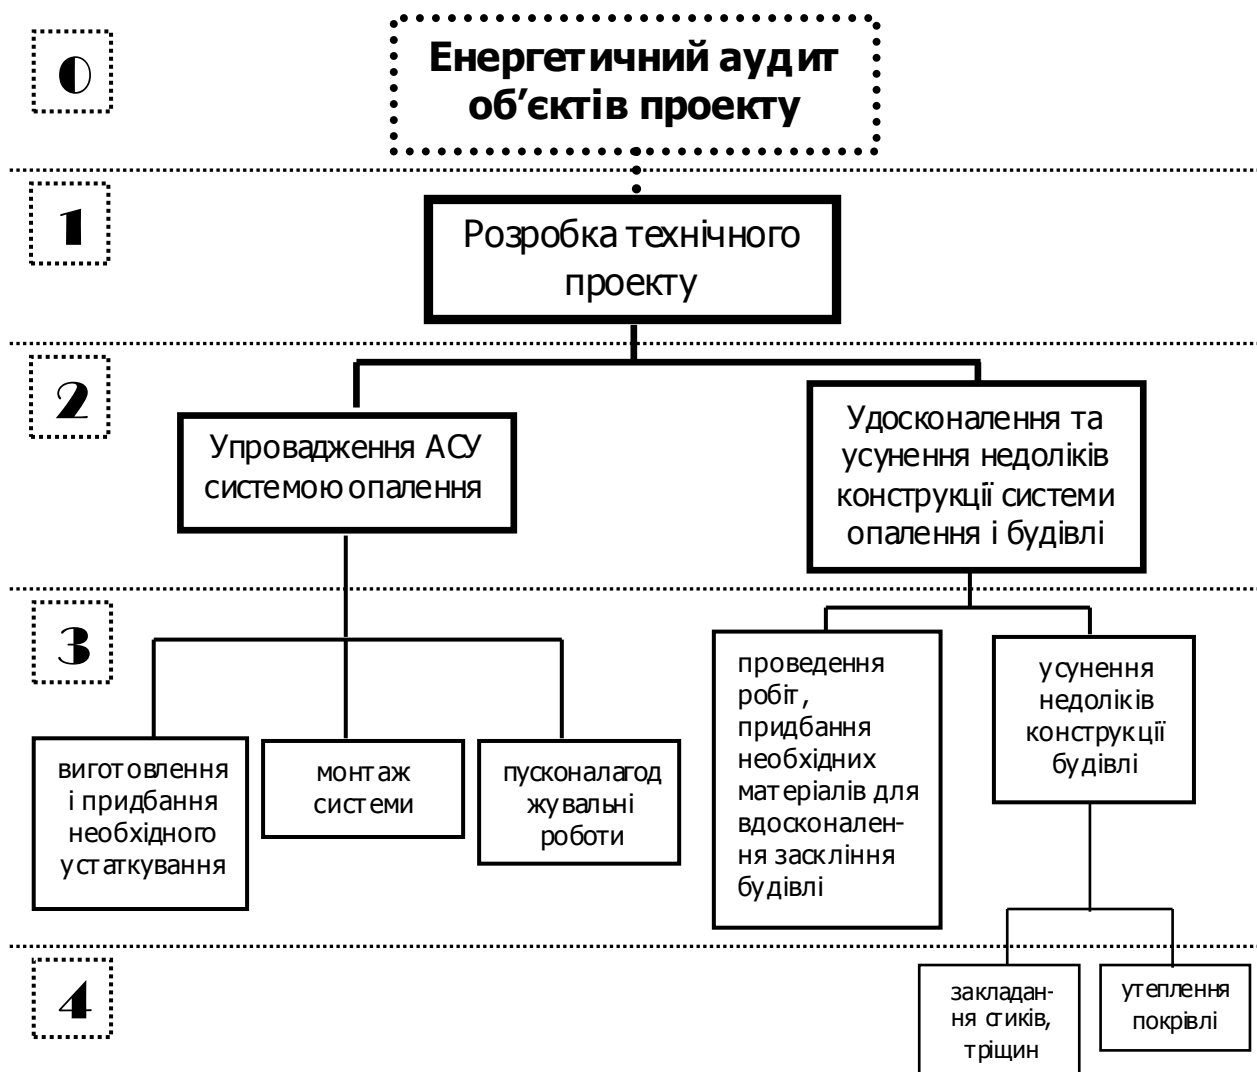 0
Енергетичний аудит
об’єктів проекту
1
Розробка технічного
проекту
2
Упровадження АСУ
системою опалення
Удосконалення та
усунення недоліків
конструкції системи
опалення і будівлі
3
виготовлення
і придбання
необхідного
устаткування
монтаж
системи
пусконалагод
жувальні
роботи
проведення
робіт,
придбання
необхідних
матеріалів для
вдосконален-
ня заскління
будівлі
усунення
недоліків
конструкції
будівлі
4
закладан-
ня стиків,
тріщин
утеплення
покрівлі